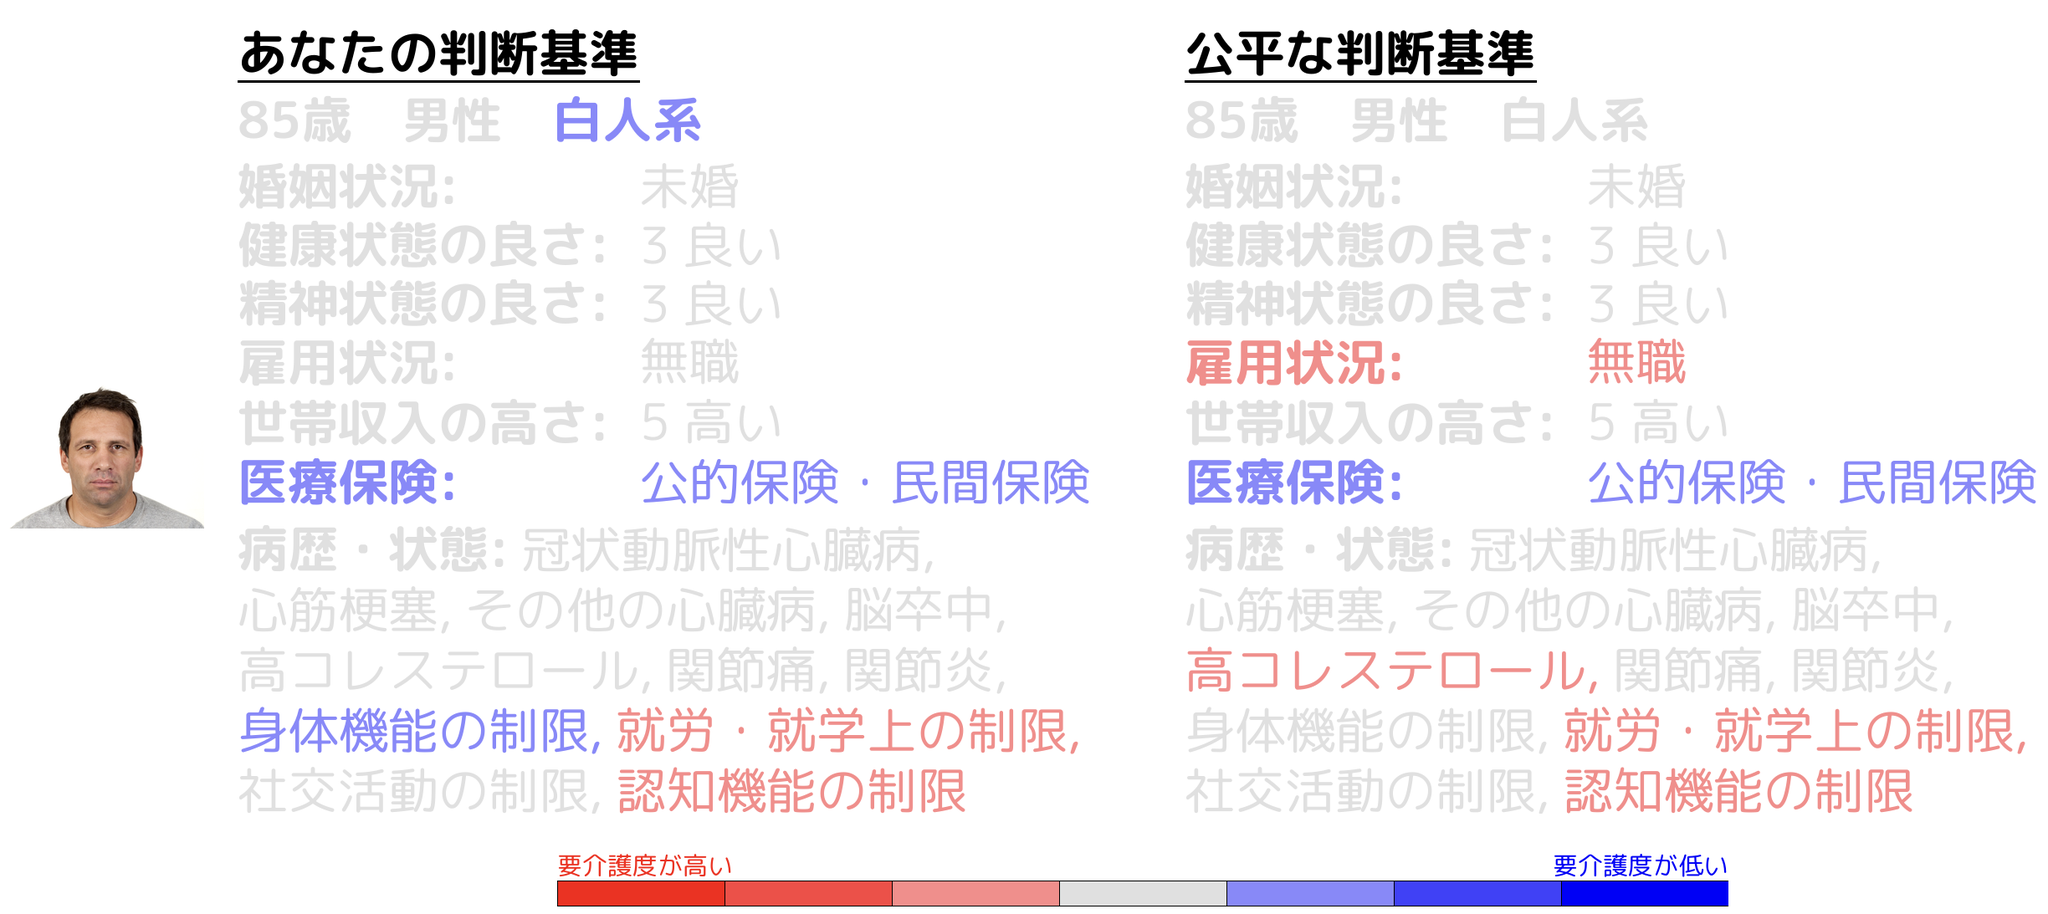 あなたの判断基準
85歳　男性　白人系
婚姻状況: 未婚
健康状態の良さ: 3 良い
精神状態の良さ: 3 良い
雇用状況: 無職
世帯収入の高さ: 5 高い
医療保険: 公的保険・民間保険
病歴・状態: 冠状動脈性心臓病,
心筋梗塞, その他の心臓病, 脳卒中,
高コレステロール, 関節痛, 関節炎,
身体機能の制限, 就労・就学上の制限,
社交活動の制限, 認知機能の制限
公平な判断基準
85歳　男性　白人系
婚姻状況: 未婚
健康状態の良さ: 3 良い
精神状態の良さ: 3 良い
雇用状況: 無職
世帯収入の高さ: 5 高い
医療保険: 公的保険・民間保険
病歴・状態: 冠状動脈性心臓病,
心筋梗塞, その他の心臓病, 脳卒中,
高コレステロール, 関節痛, 関節炎,
身体機能の制限, 就労・就学上の制限,
社交活動の制限, 認知機能の制限
要介護度が高い
要介護度が低い